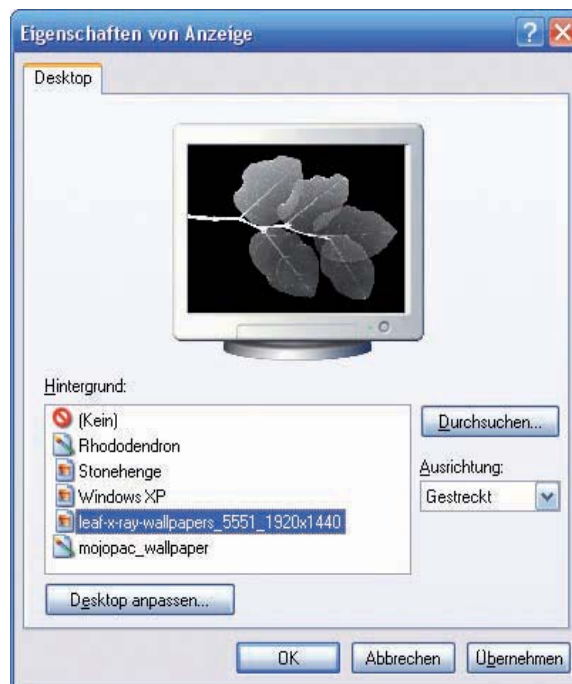 Eigenschaften von Anzeige
Desktop
Hintergrund:
(Kein)
Rhododendron
Stonehenge
Windows XP
leaf-x-ray-wallpapers_5551_1920x1440
mojopac_wallpaper
Durchsuchen...
Ausrichtung:
Gestreckt
Desktop anpassen...
OK Abbrechen Übernehmen